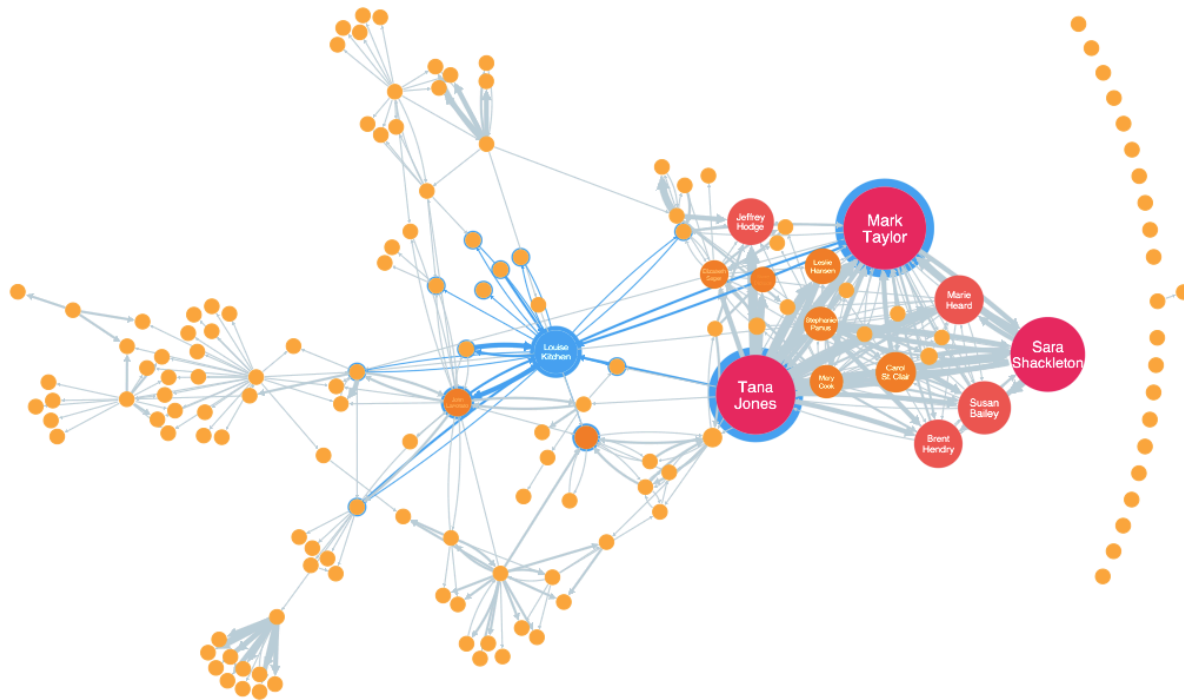 Mark
Taylor
Jeffrey
Hodge
Leslie
Hansen
Marie
Heard
Stephanie
Panus
Louise
Kitchen
Sara
Shackleton
Carol
St. Clair
Mary
Cook
Tana
Jones
Susan
Bailey
Brent
Hendry